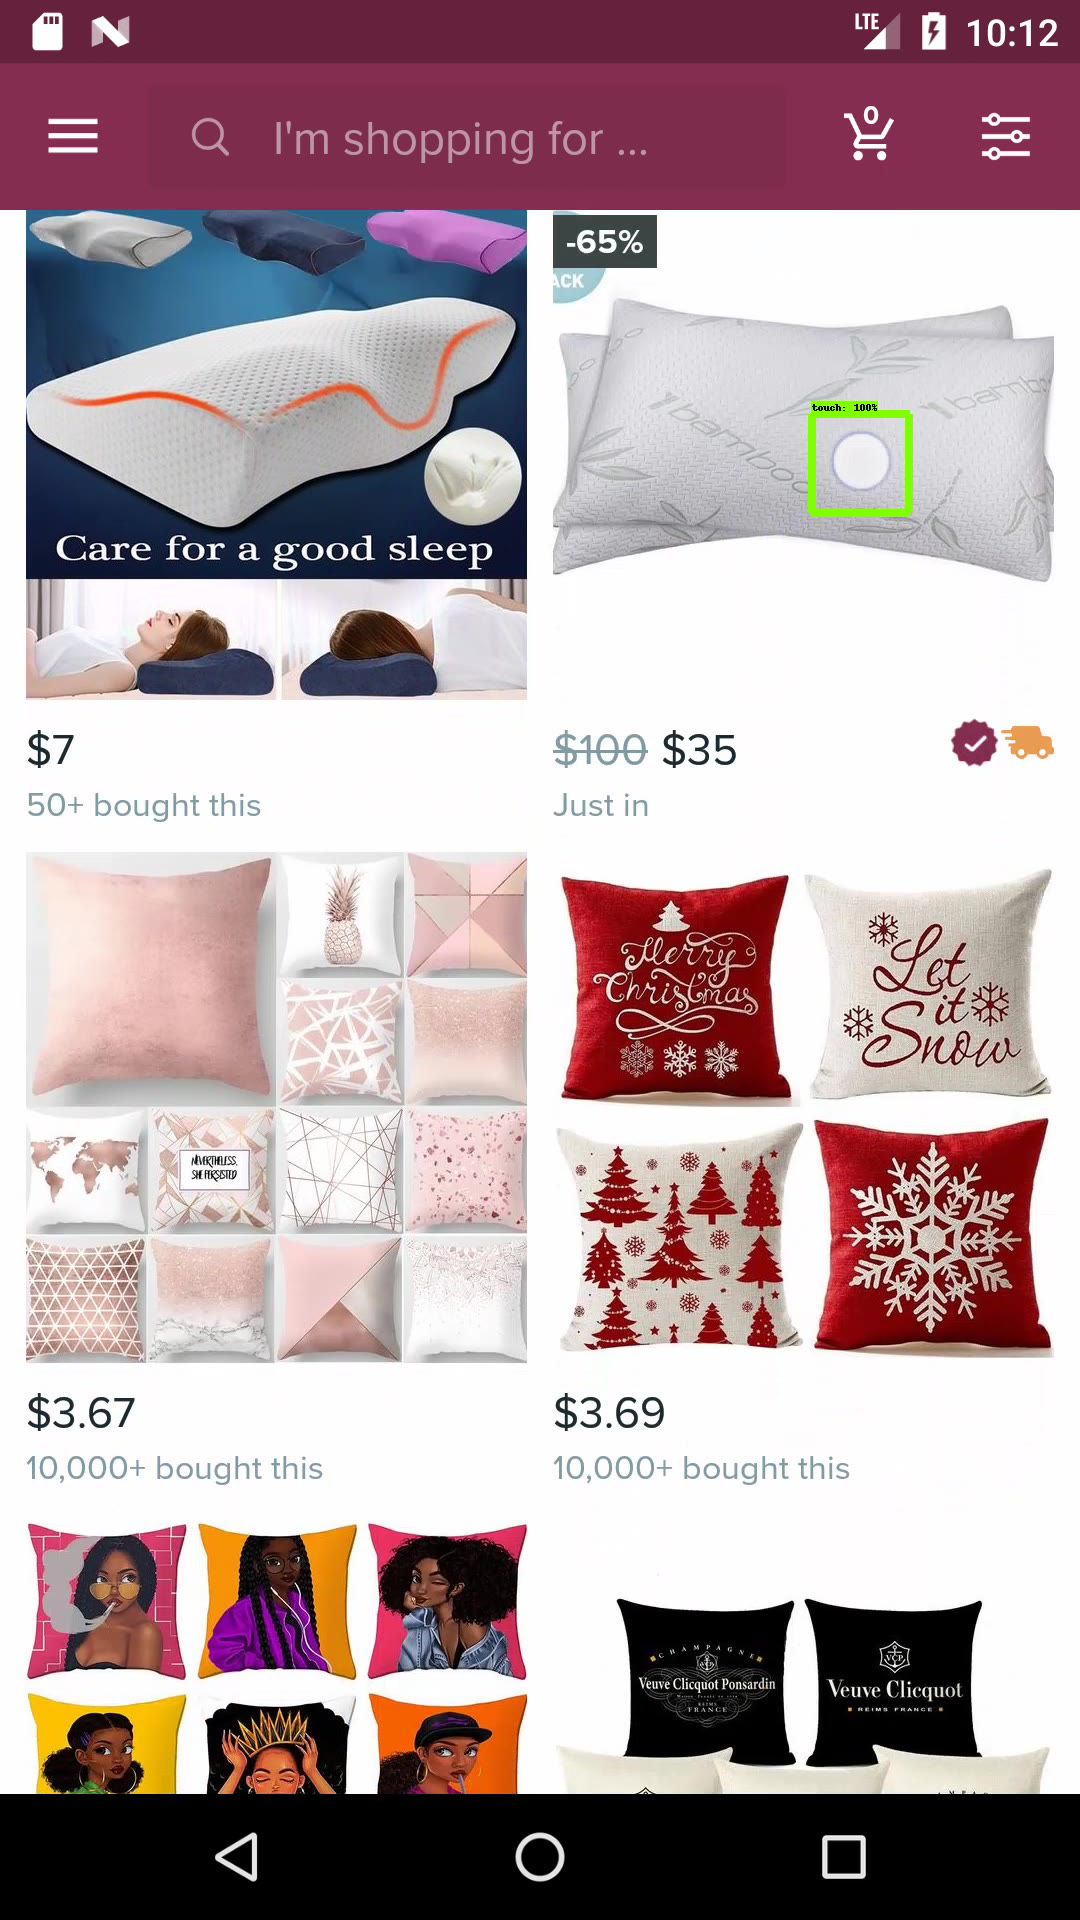 LTE 10:12
I'm shopping for ...
0
-65%
ACK
bamboo
bambo
touch: 100%
Care for a good sleep
$7
$100 $35
50+ bought this
Just in
NEVERTHELESS,
SHE PERSISTED
Merry
Christmas
Let
it
Snow
$3.67
$3.69
10,000+ bought this
10,000+ bought this
CHAMPAGNE
VCP
Veuve Clicquot Ponsardin
REIMS
FRANCE
VCP
Veuve Clicquot
REIMS FRANCE